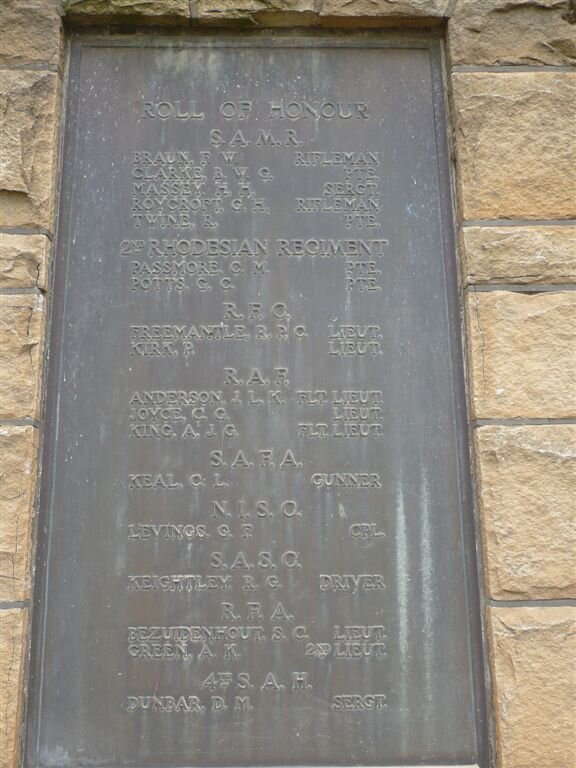 ROLL OF HONOUR
S.A.M.R.
BRAUN, F. W. RIFLEMAN
CLARKE, B. W. G. PTE.
MASSEY, H. H. SERGT.
ROYCROFT, G. H. RIFLEMAN
TWINE, R. PTE.
2ND RHODESIAN REGIMENT
PASSMORE, C. M. PTE.
POTTS, C. C. PTE.
R.F.C.
FREEMANTLE, R. P. C. LIEUT.
KIRK, P. LIEUT.
R.A.F.
ANDERSON, J. L. K. FLT. LIEUT.
JOYCE, C. G. LIEUT.
KING, A. J. G. FLT. LIEUT.
S.A.F.A.
KEAL, C. L. GUNNER
N.I.S.C.
LEVINGS, G. F. CPL.
S.A.S.C.
KEIGHTLEY, R. G. DRIVER
R.F.A.
BEZUIDENHOUT, S. C. LIEUT.
GREEN, A. K. 2ND LIEUT.
4TH S.A.H.
DUNBAR, D. M. SERGT.